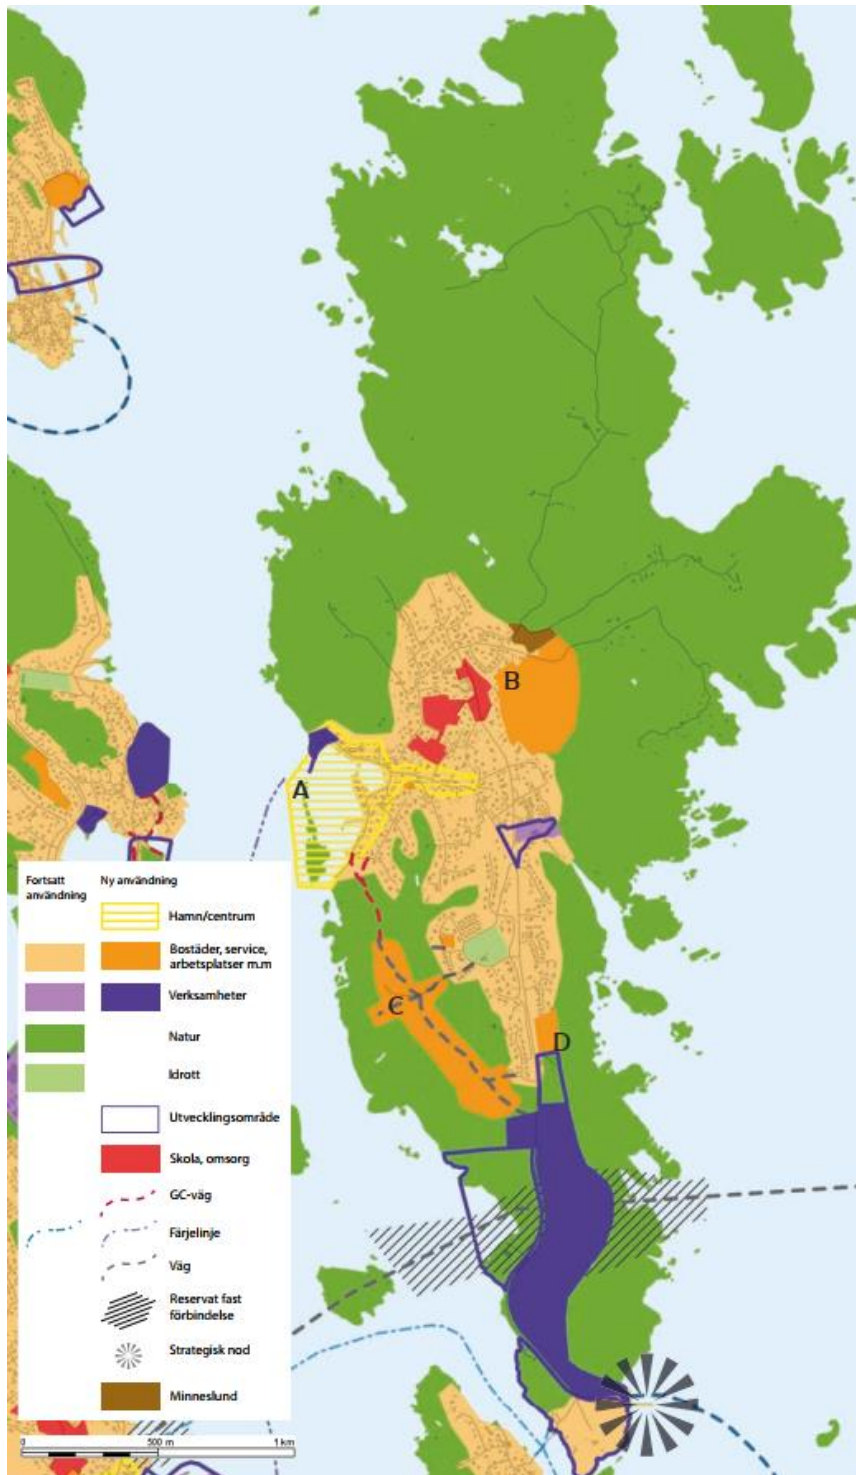 B
A
C
D
Fortsatt
användning
Ny användning
Hamn/centrum
Bostäder, service,
arbetsplatser m.m
Verksamheter
Natur
Idrott
Utvecklingsområde
Skola, omsorg
GC-väg
Färjelinje
Väg
Reservat fast
förbindelse
Strategisk nod
Minneslund
0 500 m 1 km